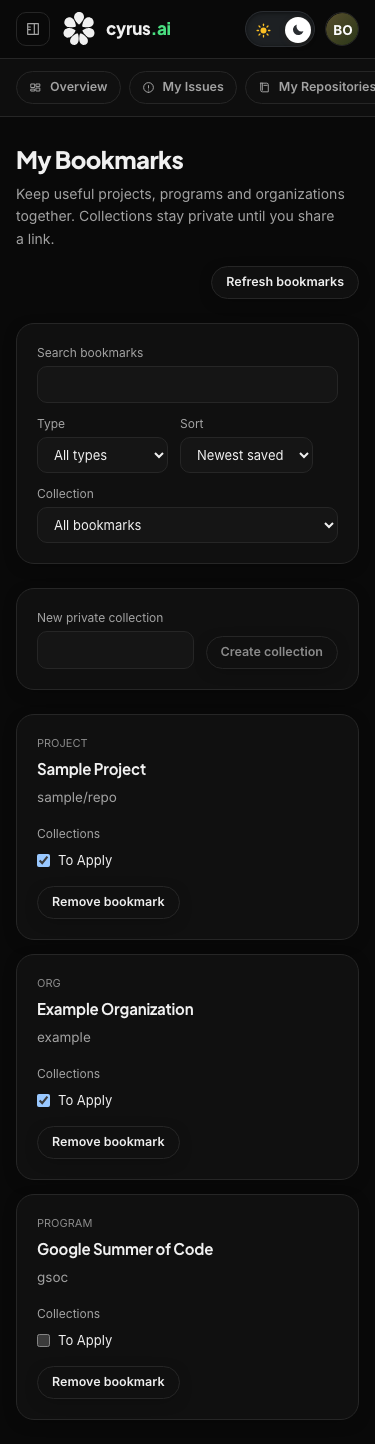 cyrus.ai
BO
Overview
My Issues
My Repositories
My Bookmarks
Keep useful projects, programs and organizations
together. Collections stay private until you share
a link.
Refresh bookmarks
Search bookmarks
Type
Sort
All types
Newest saved
Collection
All bookmarks
New private collection
Create collection
PROJECT
Sample Project
sample/repo
Collections
To Apply
Remove bookmark
ORG
Example Organization
example
Collections
To Apply
Remove bookmark
PROGRAM
Google Summer of Code
gsoc
Collections
To Apply
Remove bookmark